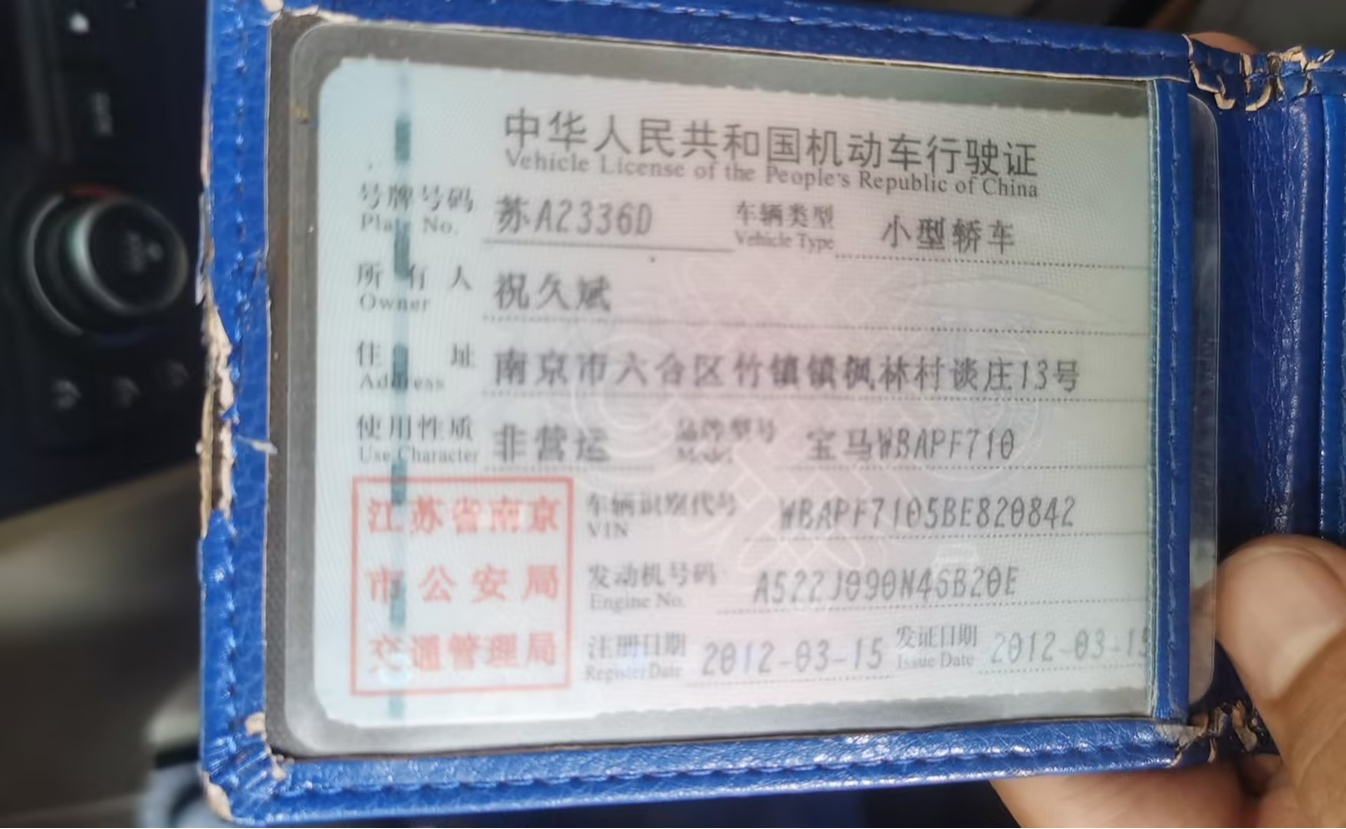 中华人民共和国机动车行驶证
Vehicle License of the People's Republic of China
号牌号码 苏A2336D 车辆类型 小型轿车
Plate No. Vehicle Type
所有人 祝久斌
Owner
住址 南京市六合区竹镇镇枫林村谈庄13号
Address
使用性质 非营运 品牌型号 宝马WBAPF710
Use Character Model
江苏省南京
市公安局
交通管理局
车辆识别代号 WBAPF7105BE820842
VIN
发动机号码 A522J090N46B20E
Engine No.
注册日期 2012-03-15 发证日期 2012-03-15
Register Date Issue Date